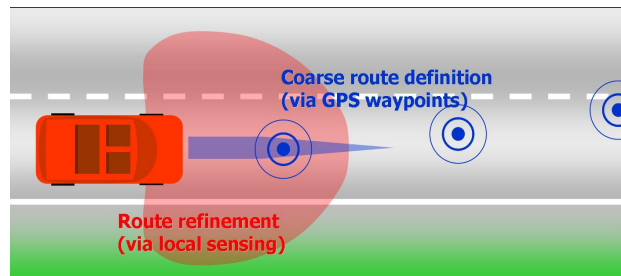 Coarse route definition
(via GPS waypoints)
Route refinement
(via local sensing)